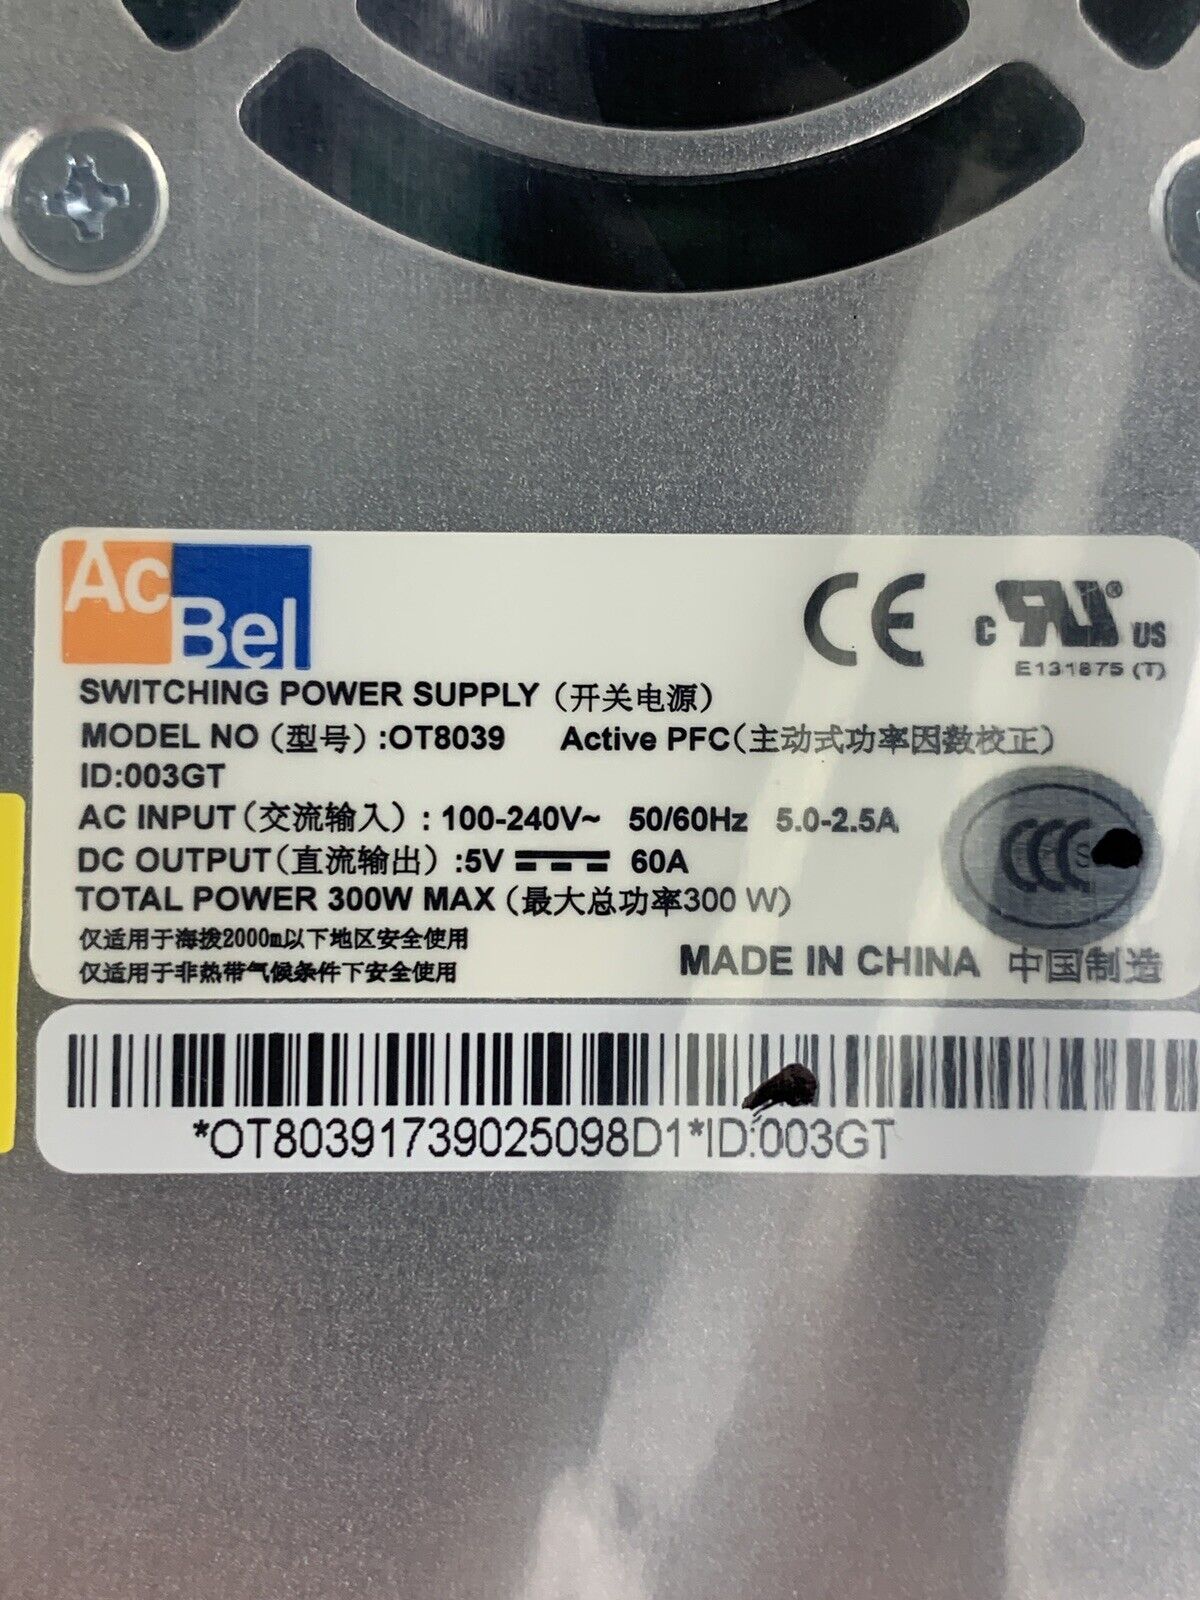 AcBel
CE
c RU® US
E131875 (T)
SWITCHING POWER SUPPLY (开关电源)
MODEL NO (型号) :OT8039 Active PFC(主动式功率因数校正)
ID:003GT
AC INPUT(交流输入) : 100-240V~ 50/60Hz 5.0-2.5A
DC OUTPUT(直流输出) :5V 60A
TOTAL POWER 300W MAX (最大总功率300 W)
CCC S
仅适用于海拨2000m以下地区安全使用
仅适用于非热带气候条件下安全使用
MADE IN CHINA 中国制造
*OT80391739025098D1*ID:003GT